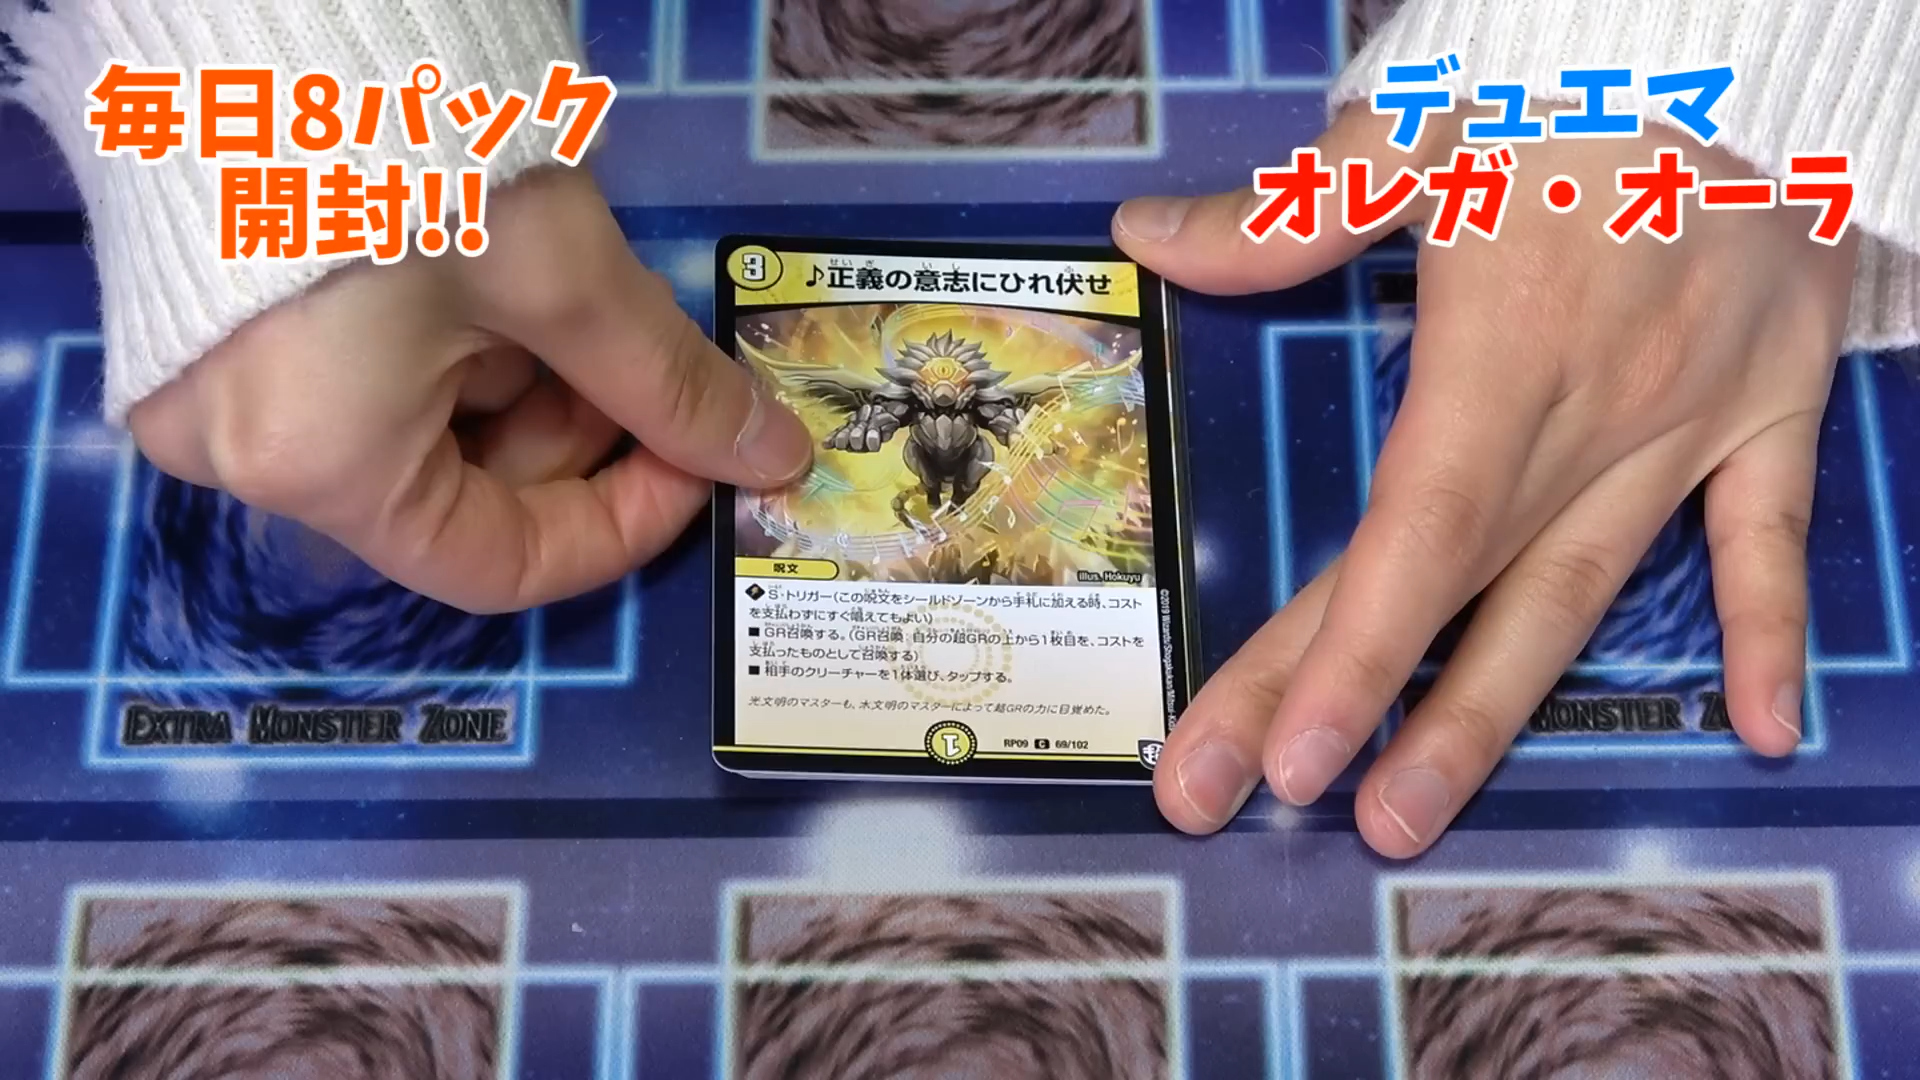 毎日8パック
開封!!
デュエマ
オレガ・オーラ
3
♪正義の意志にひれ伏せ
呪文
illus. Hokuyu
S・トリガー(この呪文をシールドゾーンから手札に加える時、コスト
を支払わずにすぐ唱えてもよい)
■ GR召喚する。(GR召喚:自分の超GRの上から1枚目を、コストを
支払ったものとして召喚する)
■ 相手のクリーチャーを1体選び、タップする。
光文明のマスターも、水文明のマスターによって超GRの力に目覚めた。
1
RP09 C 69/102
超
©2019 Wizards/Shogakukan/Mitsui-Kids
EXTRA MONSTER ZONE
MONSTER